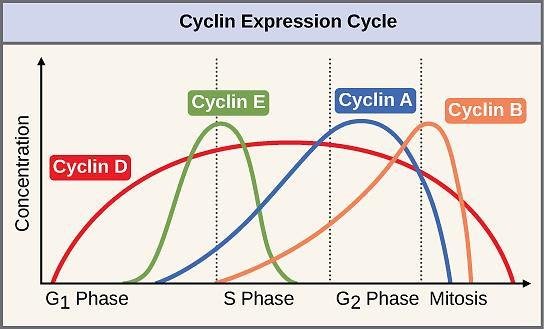 Cyclin Expression Cycle
Cyclin E
Cyclin A
Cyclin B
Cyclin D
Concentration
G1 Phase
S Phase
G2 Phase
Mitosis